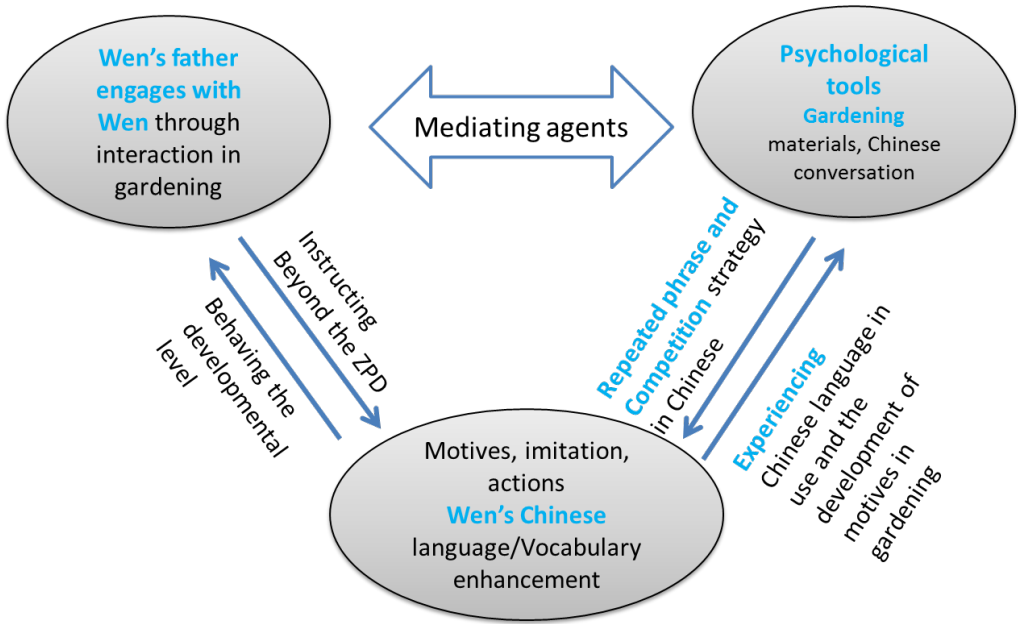 Wen’s father
engages with
Wen through
interaction in
gardening
Mediating agents
Psychological
tools
Gardening
materials, Chinese
conversation
Instructing
Beyond the ZPD
Behaving the
developmental
level
Repeated phrase and
Competition strategy
in Chinese
Experiencing
Chinese language in
use and the
development of
motives in
gardening
Motives, imitation,
actions
Wen’s Chinese
language/Vocabulary
enhancement